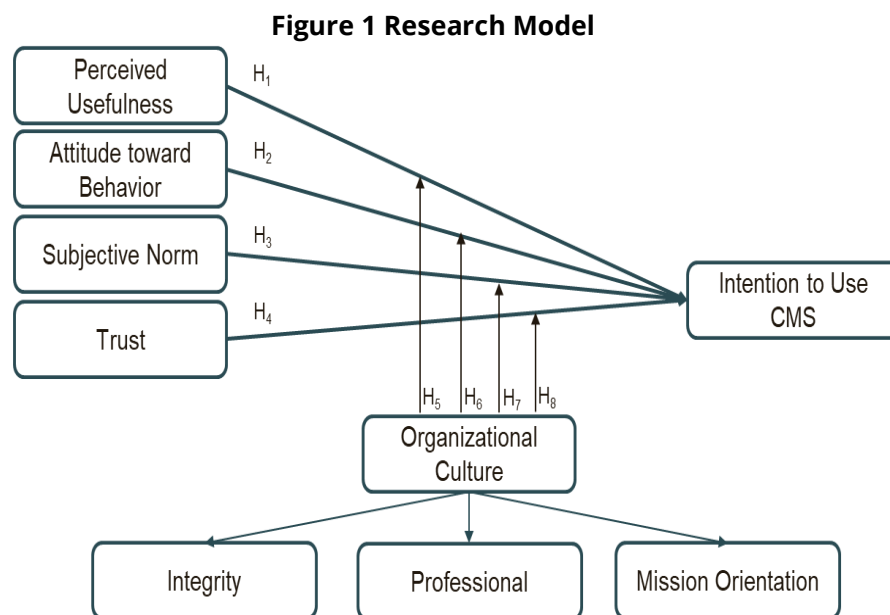 Figure 1 Research Model
Perceived
Usefulness
H₁
Attitude toward
Behavior
H₂
Subjective Norm
H₃
Trust
H₄
Intention to Use
CMS
H₅
H₆
H₇
H₈
Organizational
Culture
Integrity
Professional
Mission Orientation